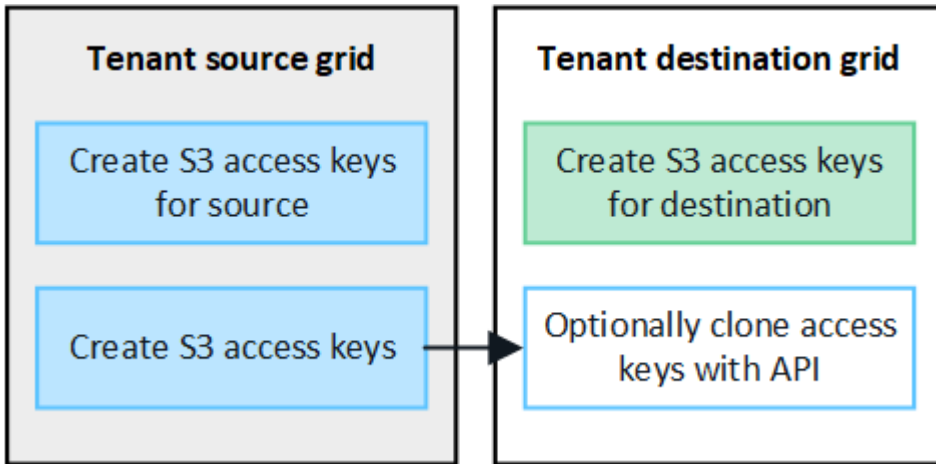 Tenant source grid
Create S3 access keys
for source
Create S3 access keys
Tenant destination grid
Create S3 access keys
for destination
Optionally clone access
keys with API